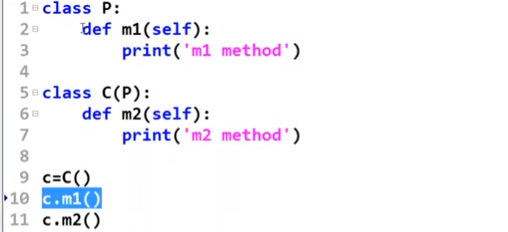 1 class P:
2     def m1(self):
3         print('m1 method')
4
5 class C(P):
6     def m2(self):
7         print('m2 method')
8
9 c=C()
10 c.m1()
11 c.m2()